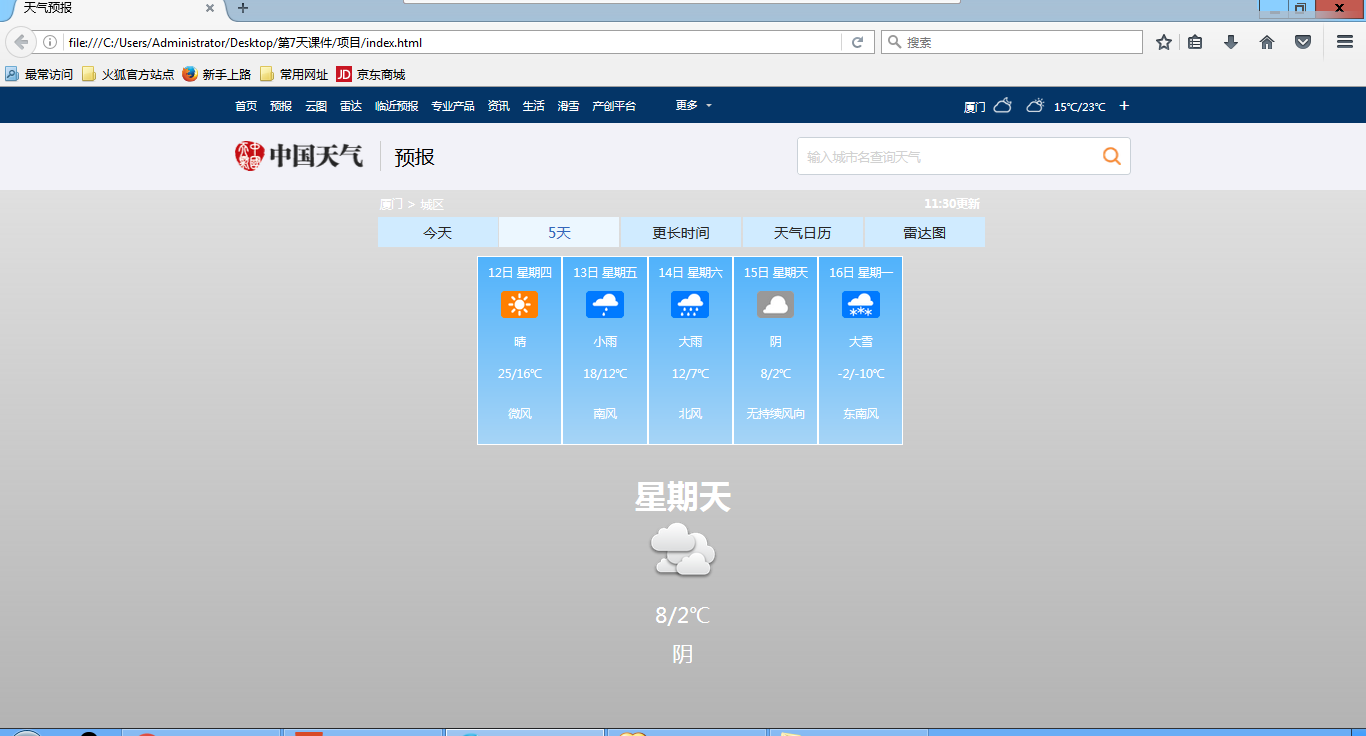 天气预报
file:///C:/Users/Administrator/Desktop/第7天课件/项目/index.html
搜索
最常访问 火狐官方站点 新手上路 常用网址 JD 京东商城
首页 预报 云图 雷达 临近预报 专业产品 资讯 生活 滑雪 产创平台 更多 厦门 15℃/23℃ +
中国天气 预报 输入城市名查询天气
厦门 > 城区 11:30更新
今天 5天 更长时间 天气日历 雷达图
12日 星期四 13日 星期五 14日 星期六 15日 星期天 16日 星期一
晴 小雨 大雨 阴 大雪
25/16℃ 18/12℃ 12/7℃ 8/2℃ -2/-10℃
微风 南风 北风 无持续风向 东南风
星期天
8/2℃
阴